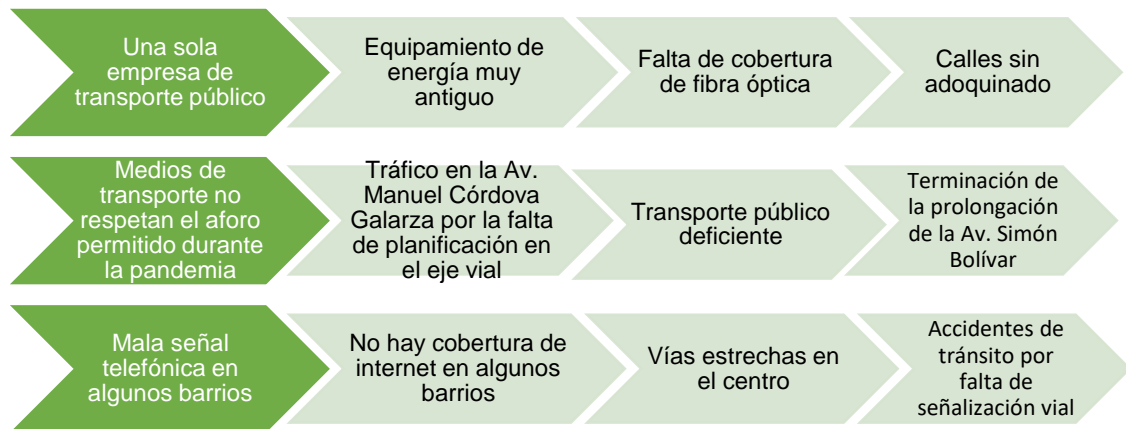 Una sola
empresa de
transporte público
Equipamiento de
energía muy
antiguo
Falta de cobertura
de fibra óptica
Calles sin
adoquinado
Medios de
transporte no
respetan el aforo
permitido durante
la pandemia
Tráfico en la Av.
Manuel Córdova
Galarza por la falta
de planificación en
el eje vial
Transporte público
deficiente
Terminación de
la prolongación
de la Av. Simón
Bolívar
Mala señal
telefónica en
algunos barrios
No hay cobertura de
internet en algunos
barrios
Vías estrechas en
el centro
Accidentes de
tránsito por
falta de
señalización vial